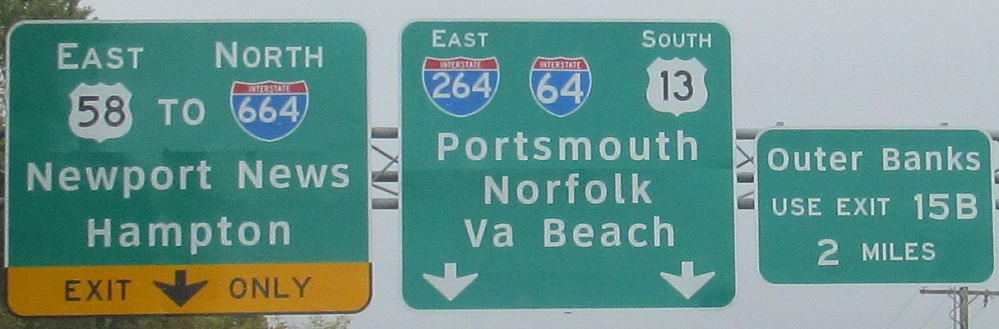 EAST NORTH
58 TO INTERSTATE 664
Newport News
Hampton
EXIT ONLY
EAST SOUTH
INTERSTATE 264 INTERSTATE 64 13
Portsmouth
Norfolk
Va Beach
Outer Banks
USE EXIT 15B
2 MILES